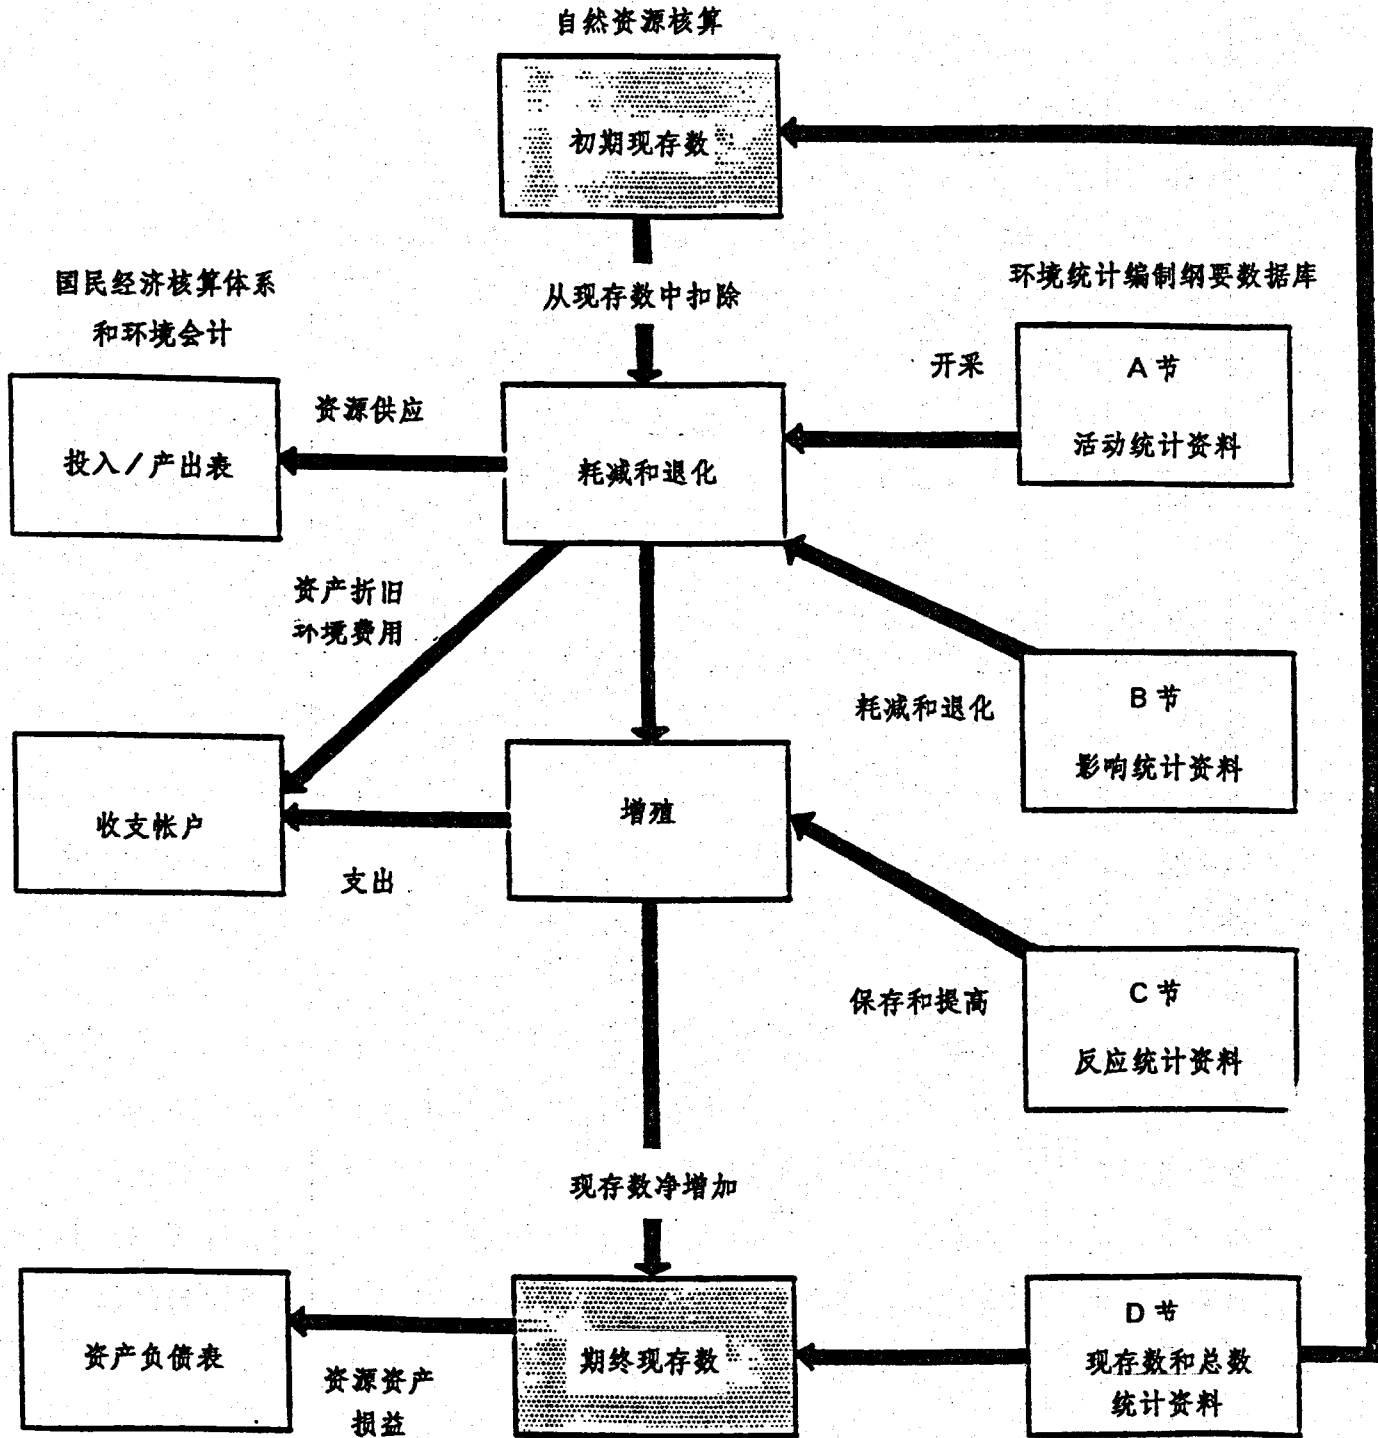 自然资源核算
初期现存数
国民经济核算体系
和环境会计
从现存数中扣除
环境统计编制纲要数据库
开采
A 节
活动统计资料
资源供应
投入／产出表
耗减和退化
资产折旧
环境费用
耗减和退化
B 节
影响统计资料
收支帐户
增殖
支出
保存和提高
C 节
反应统计资料
现存数净增加
资产负债表
资源资产
损益
期终现存数
D 节
现存数和总数
统计资料